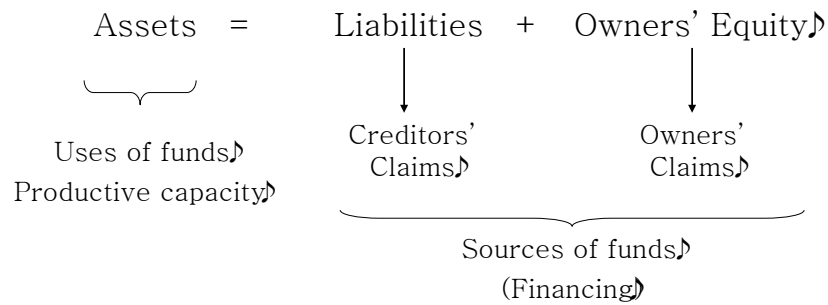 Assets = Liabilities + Owners' Equity♪
Creditors' Owners'
Uses of funds♪ Claims♪ Claims♪
Productive capacity♪
Sources of funds♪
(Financing♪